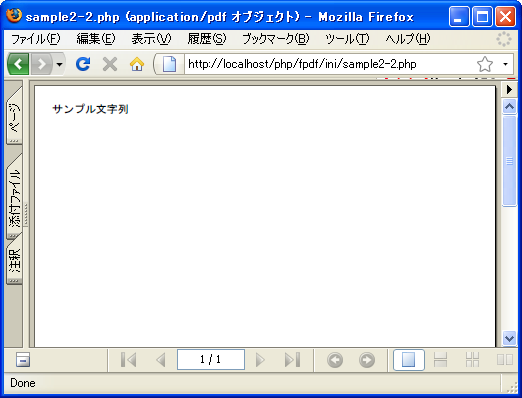 sample2-2.php (application/pdf オブジェクト) - Mozilla Firefox
ファイル(F) 編集(E) 表示(V) 履歴(S) ブックマーク(B) ツール(T) ヘルプ(H)
http://localhost/php/fpdf/ini/sample2-2.php
ページ
添付ファイル
注釈
サンプル文字列
1 / 1
Done